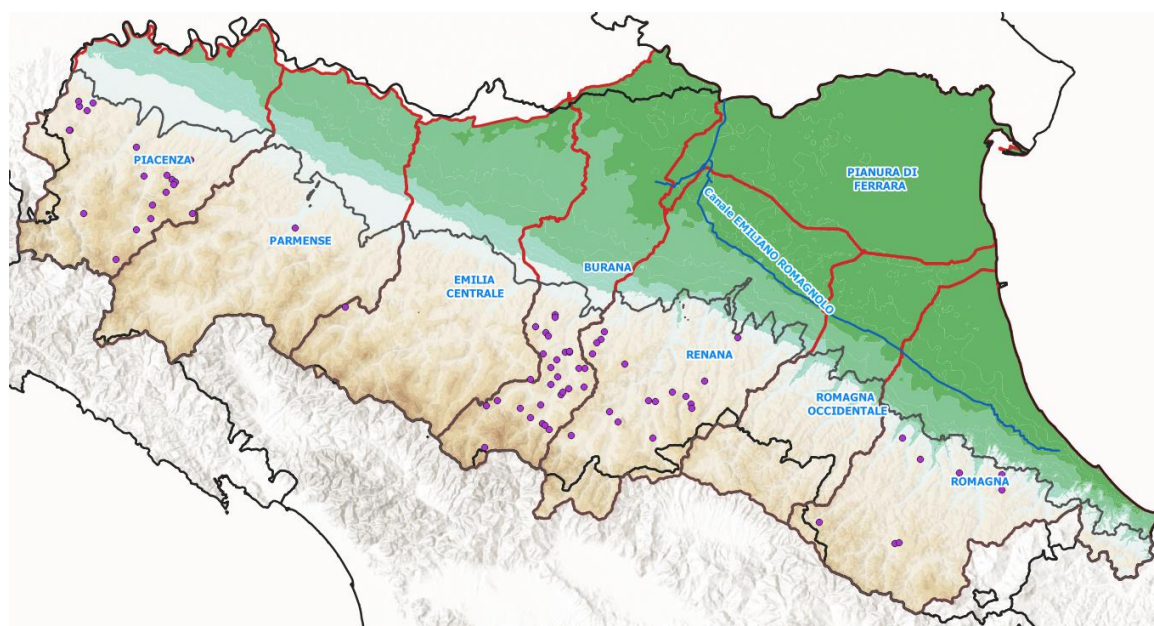 PIACENZA
PARMENSE
EMILIA
CENTRALE
BURANA
RENANA
PIANURA DI
FERRARA
Canale EMILIANO ROMAGNOLO
ROMAGNA
OCCIDENTALE
ROMAGNA